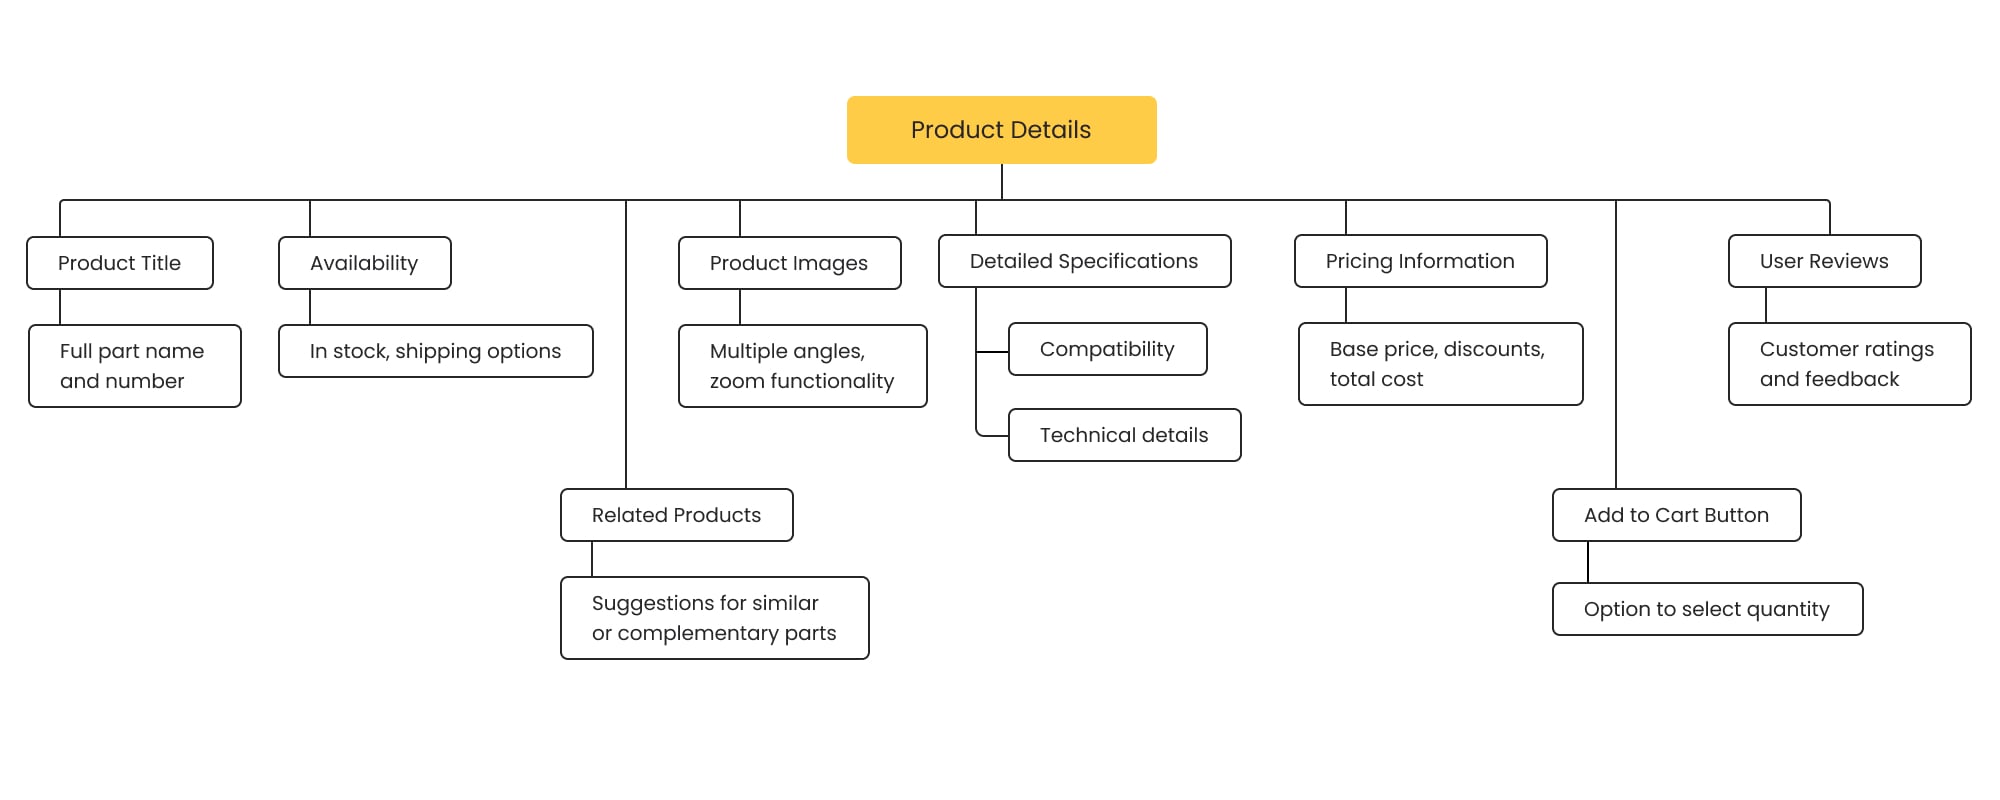 Product Details
Product Title
Full part name
and number
Availability
In stock, shipping options
Product Images
Multiple angles,
zoom functionality
Detailed Specifications
Compatibility
Technical details
Pricing Information
Base price, discounts,
total cost
User Reviews
Customer ratings
and feedback
Related Products
Suggestions for similar
or complementary parts
Add to Cart Button
Option to select quantity